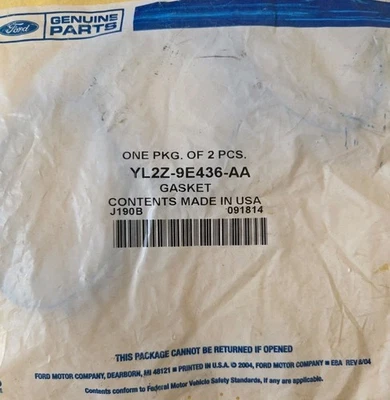 Ford
GENUINE
PARTS
ONE PKG. OF 2 PCS.
YL2Z-9E436-AA
GASKET
CONTENTS MADE IN USA
J190B 091814
THIS PACKAGE CANNOT BE RETURNED IF OPENED
FORD MOTOR COMPANY, DEARBORN, MI 48121 ■ PRINTED IN U.S.A. © 2004, FORD MOTOR COMPANY ■ E8A REV 4/04
Contents conform to Federal Motor Vehicle Safety Standards, if any are applicable.